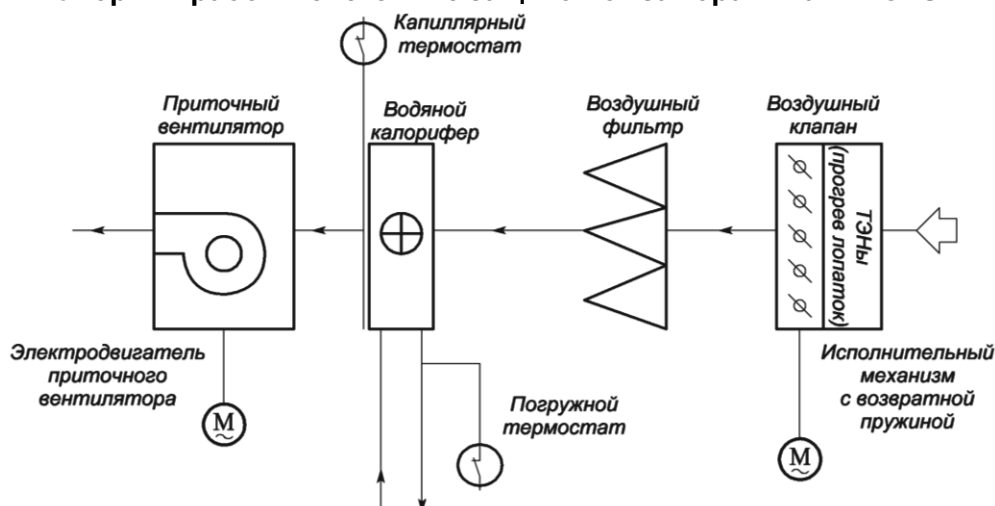 Капиллярный
термостат
Приточный
вентилятор
Водяной
калорифер
Воздушный
фильтр
Воздушный
клапан
ТЭНы
(прогрев лопаток)
Электродвигатель
приточного
вентилятора
M
~
Погружной
термостат
Исполнительный
механизм
с возвратной
пружиной
M
~